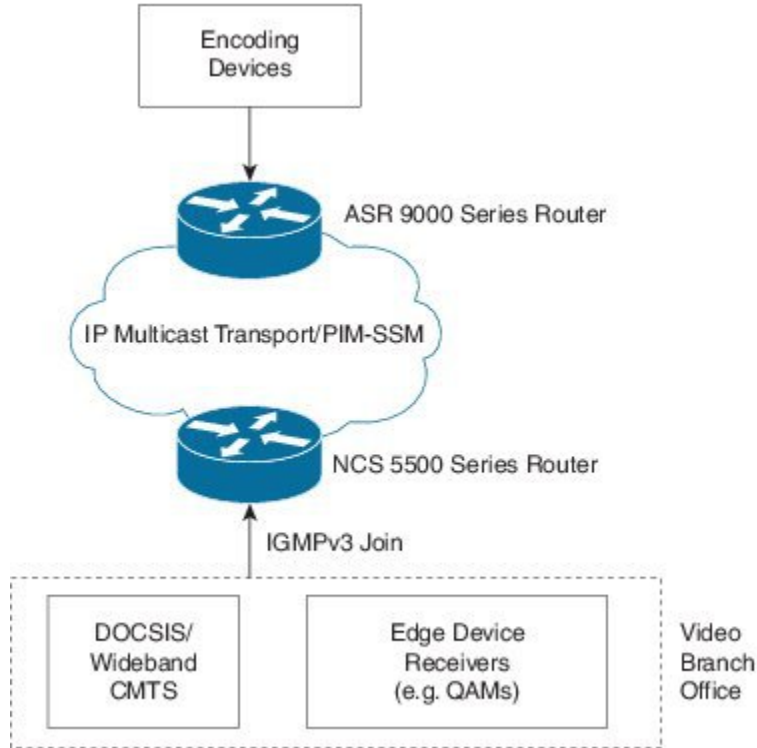 Encoding
Devices
ASR 9000 Series Router
IP Multicast Transport/PIM-SSM
NCS 5500 Series Router
IGMPv3 Join
DOCSIS/
Wideband
CMTS
Edge Device
Receivers
(e.g. QAMs)
Video
Branch
Office